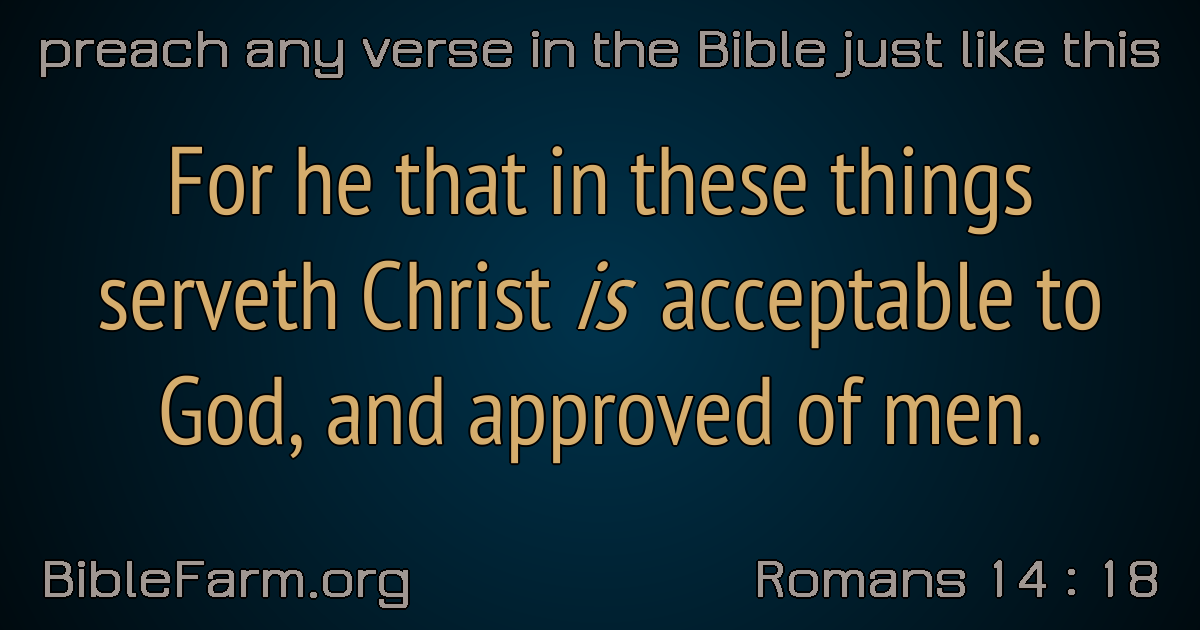 preach any verse in the Bible just like this
For he that in these things
serveth Christ is acceptable to
God, and approved of men.
BibleFarm.org
Romans 14 : 18